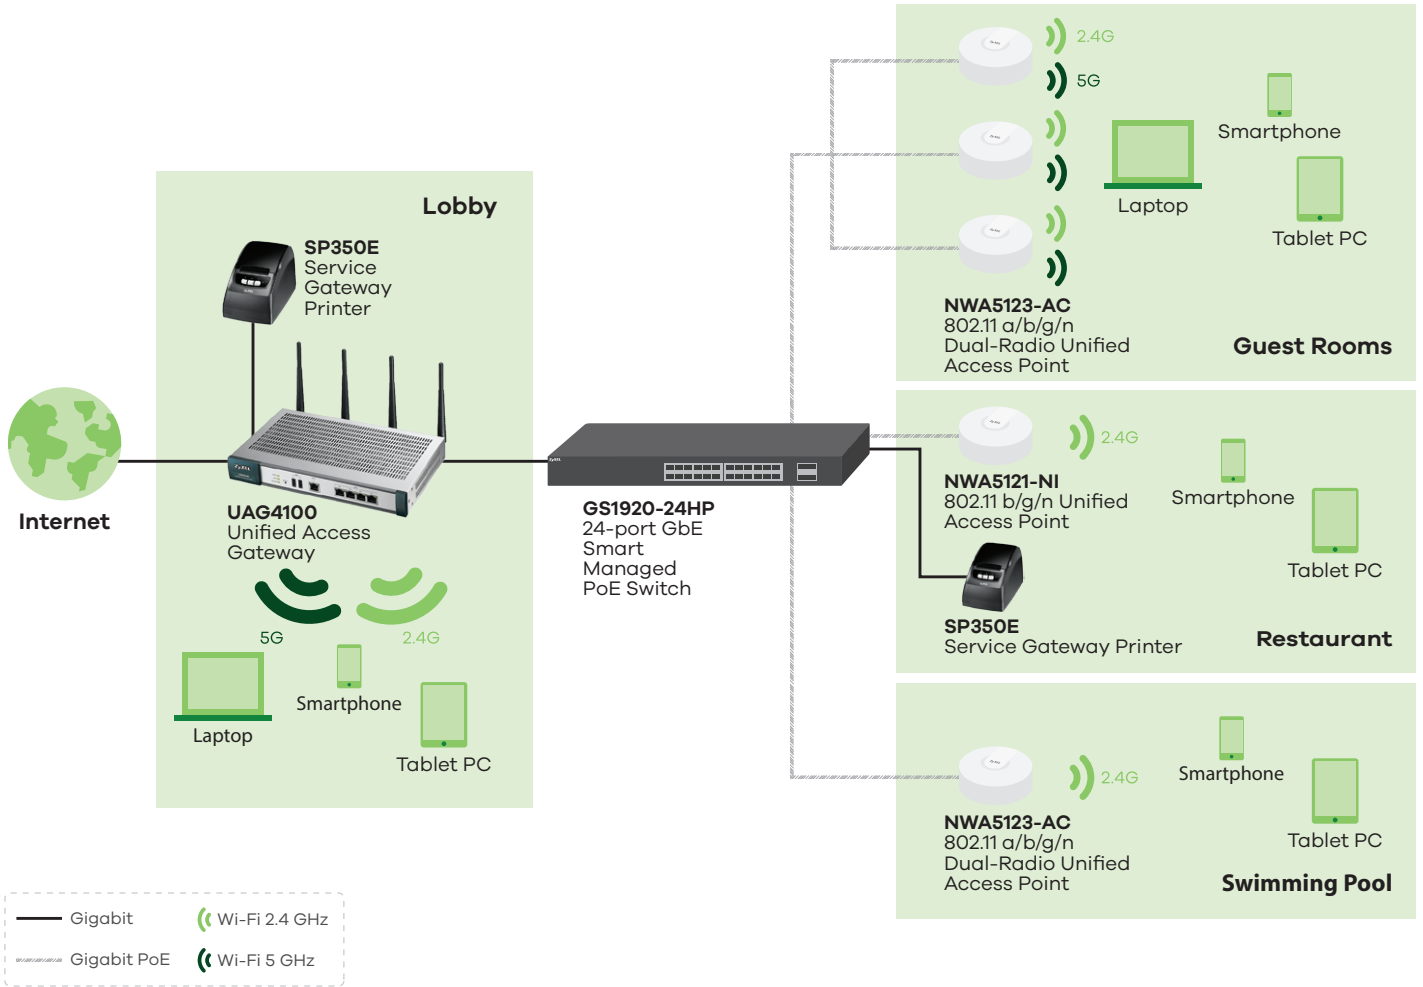 Lobby
SP350E
Service
Gateway
Printer
Internet
ZyXEL
UAG4100
Unified Access
Gateway
5G
2.4G
Laptop
Smartphone
Tablet PC
ZyXEL
GS1920-24HP
24-port GbE
Smart
Managed
PoE Switch
2.4G
5G
Smartphone
Laptop
Tablet PC
NWA5123-AC
802.11 a/b/g/n
Dual-Radio Unified
Access Point
Guest Rooms
2.4G
NWA5121-NI
802.11 b/g/n Unified
Access Point
Smartphone
Tablet PC
SP350E
Service Gateway Printer
Restaurant
2.4G
Smartphone
Tablet PC
NWA5123-AC
802.11 a/b/g/n
Dual-Radio Unified
Access Point
Swimming Pool
Gigabit
Wi-Fi 2.4 GHz
Gigabit PoE
Wi-Fi 5 GHz